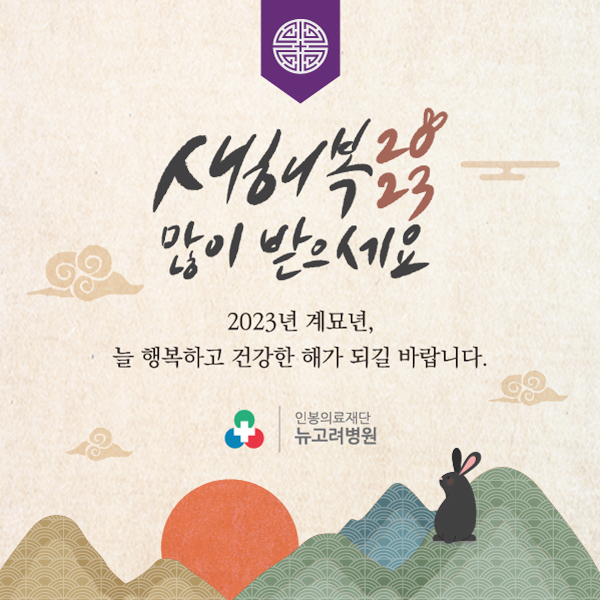 새해 복 2023
많이 받으세요
2023년 계묘년,
늘 행복하고 건강한 해가 되길 바랍니다.
인봉의료재단
뉴고려병원